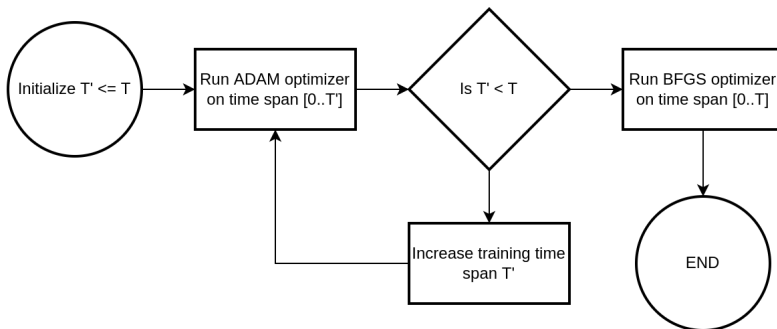 Initialize T' <= T
Run ADAM optimizer
on time span [0..T']
Is T' < T
Run BFGS optimizer
on time span [0..T]
Increase training time
span T'
END